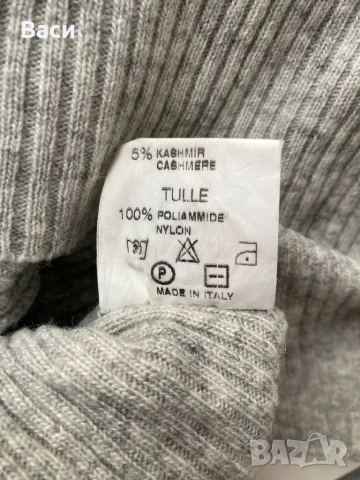 Васи
5% KASHMIR
CASHMERE
TULLE
100% POLIAMMIDE
NYLON
P
MADE IN ITALY
BAZAR